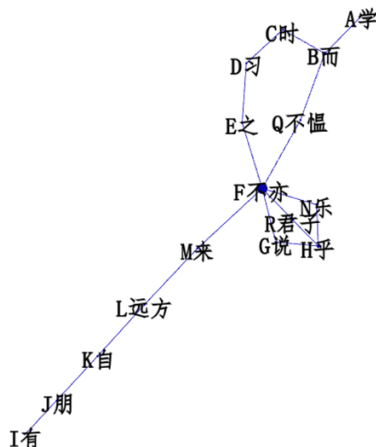 A学
C时
B而
D习
E之
Q不愠
F不亦
N乐
R君子
G说
H乎
M来
L远方
K自
J朋
I有